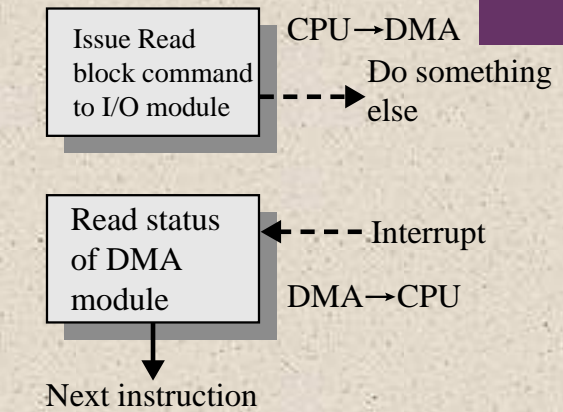 Issue Read
block command
to I/O module
CPU→DMA
Do something
else
Read status
of DMA
module
Interrupt
DMA→CPU
Next instruction